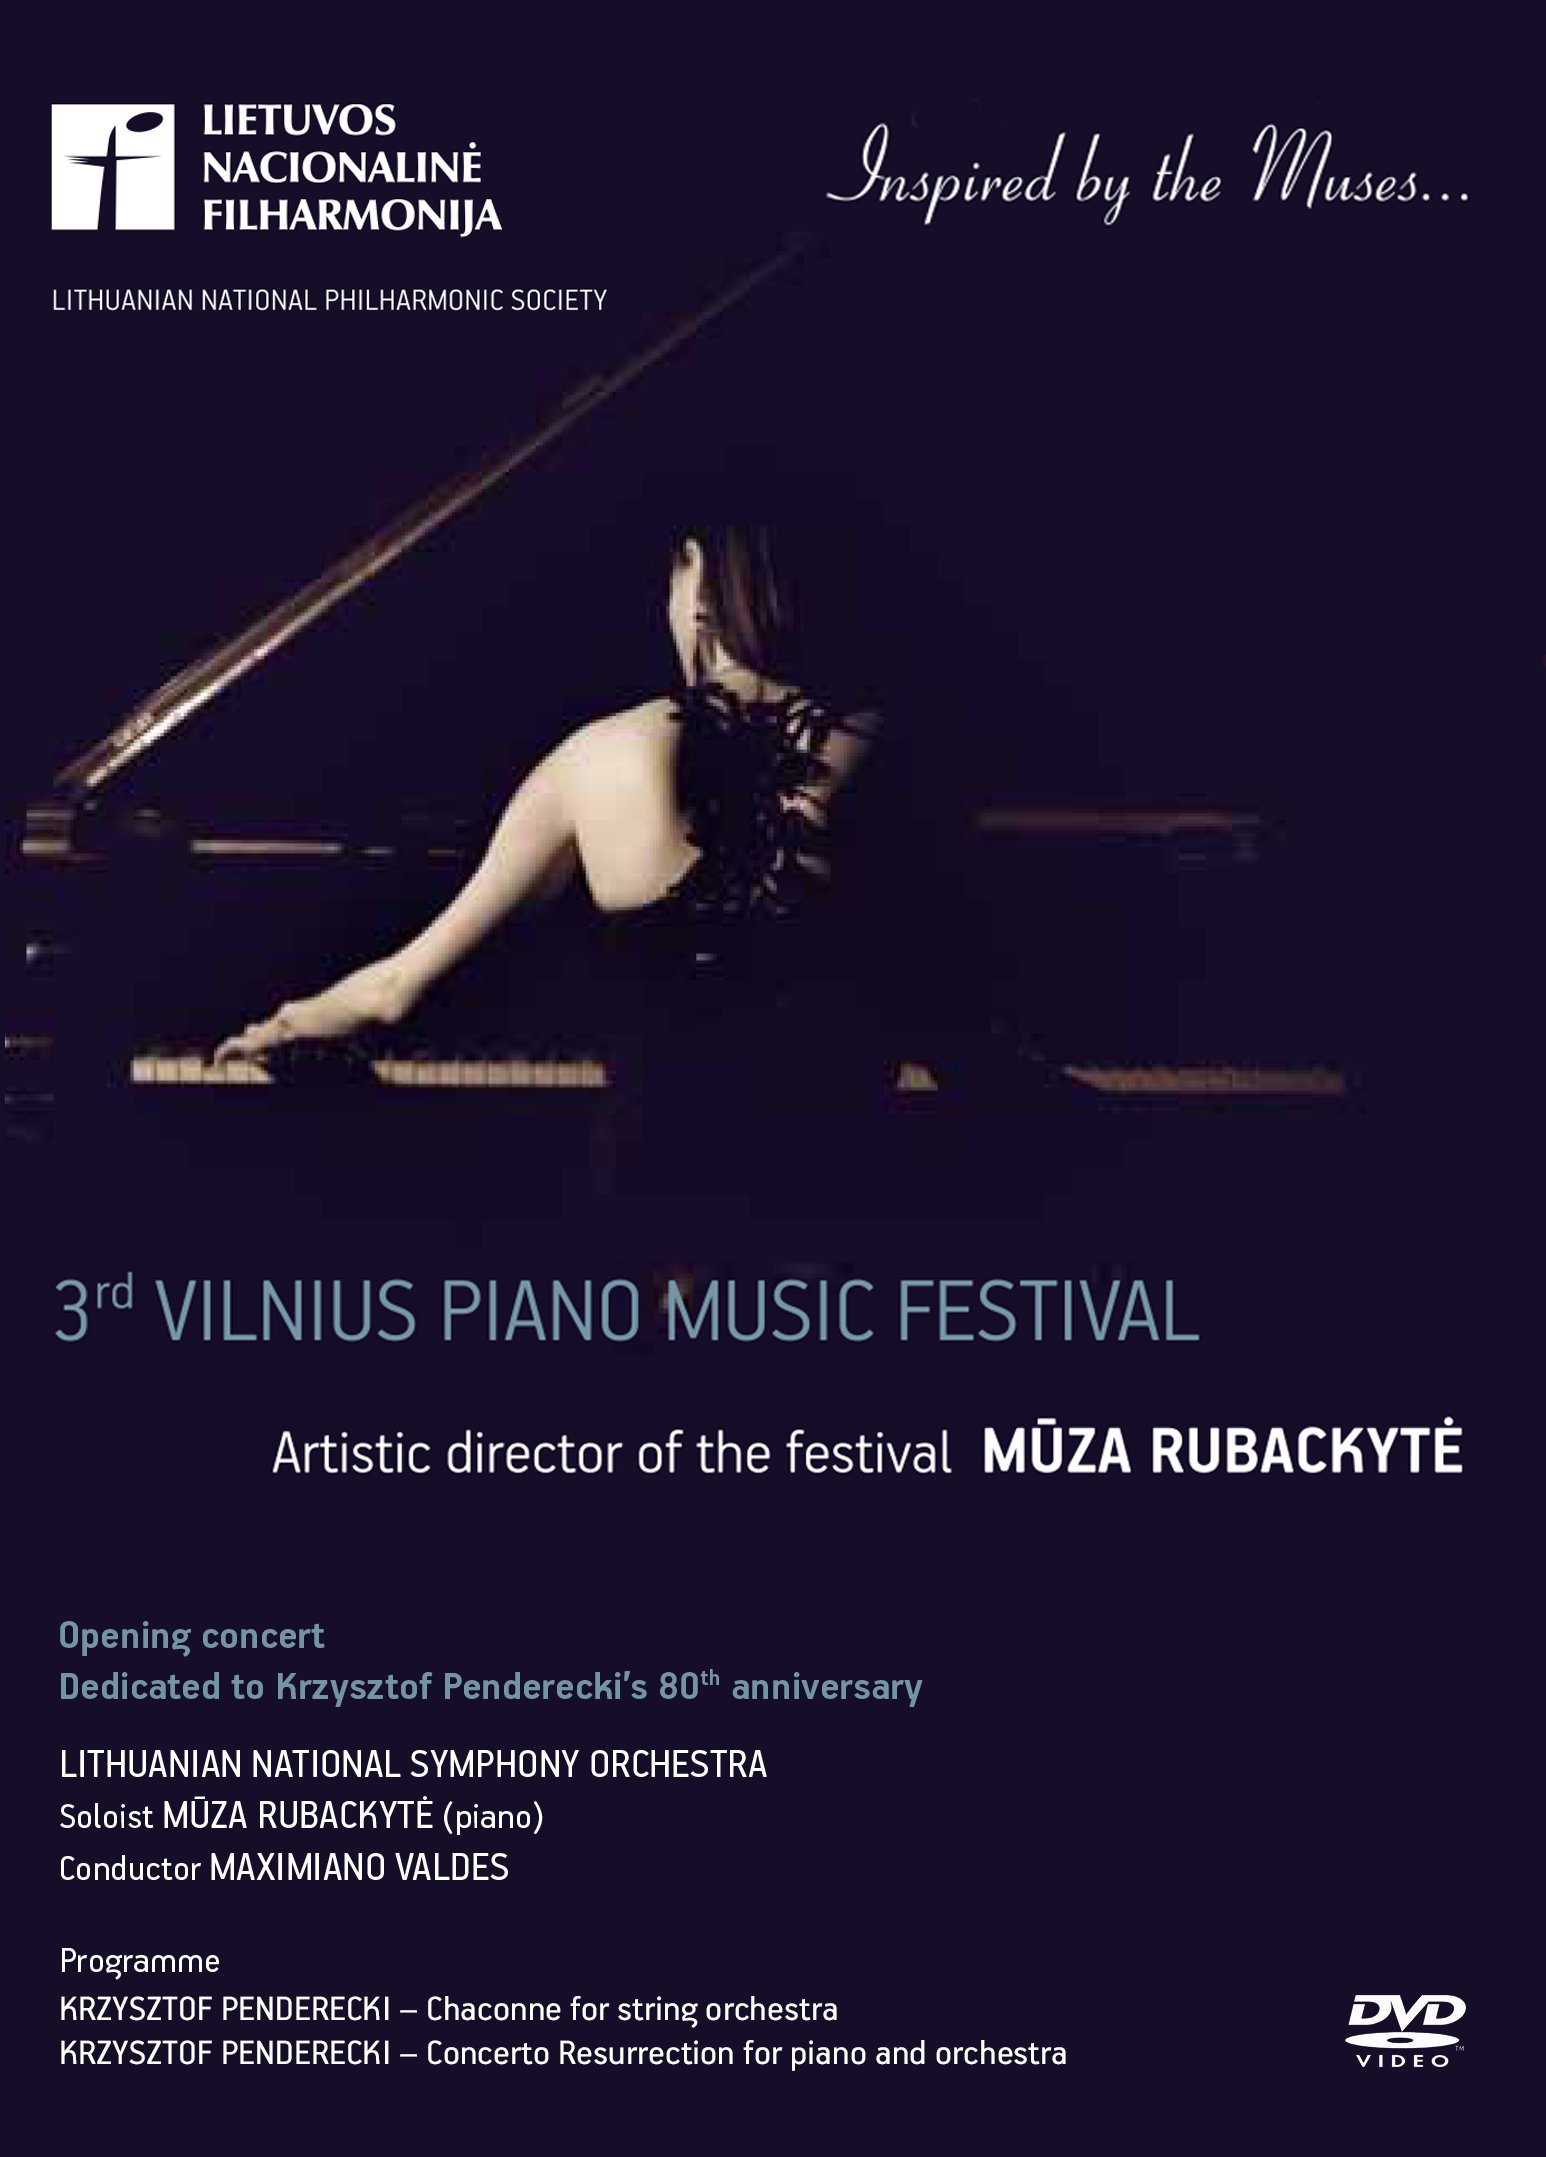 LIETUVOS
NACIONALINĖ
FILHARMONIJA
Inspired by the Muses...
LITHUANIAN NATIONAL PHILHARMONIC SOCIETY
3rd VILNIUS PIANO MUSIC FESTIVAL
Artistic director of the festival MŪZA RUBACKYTĖ
Opening concert
Dedicated to Krzysztof Penderecki's 80th anniversary
LITHUANIAN NATIONAL SYMPHONY ORCHESTRA
Soloist MŪZA RUBACKYTĖ (piano)
Conductor MAXIMIANO VALDES
Programme
KRZYSZTOF PENDERECKI – Chaconne for string orchestra
KRZYSZTOF PENDERECKI – Concerto Resurrection for piano and orchestra
DVD
VIDEO™